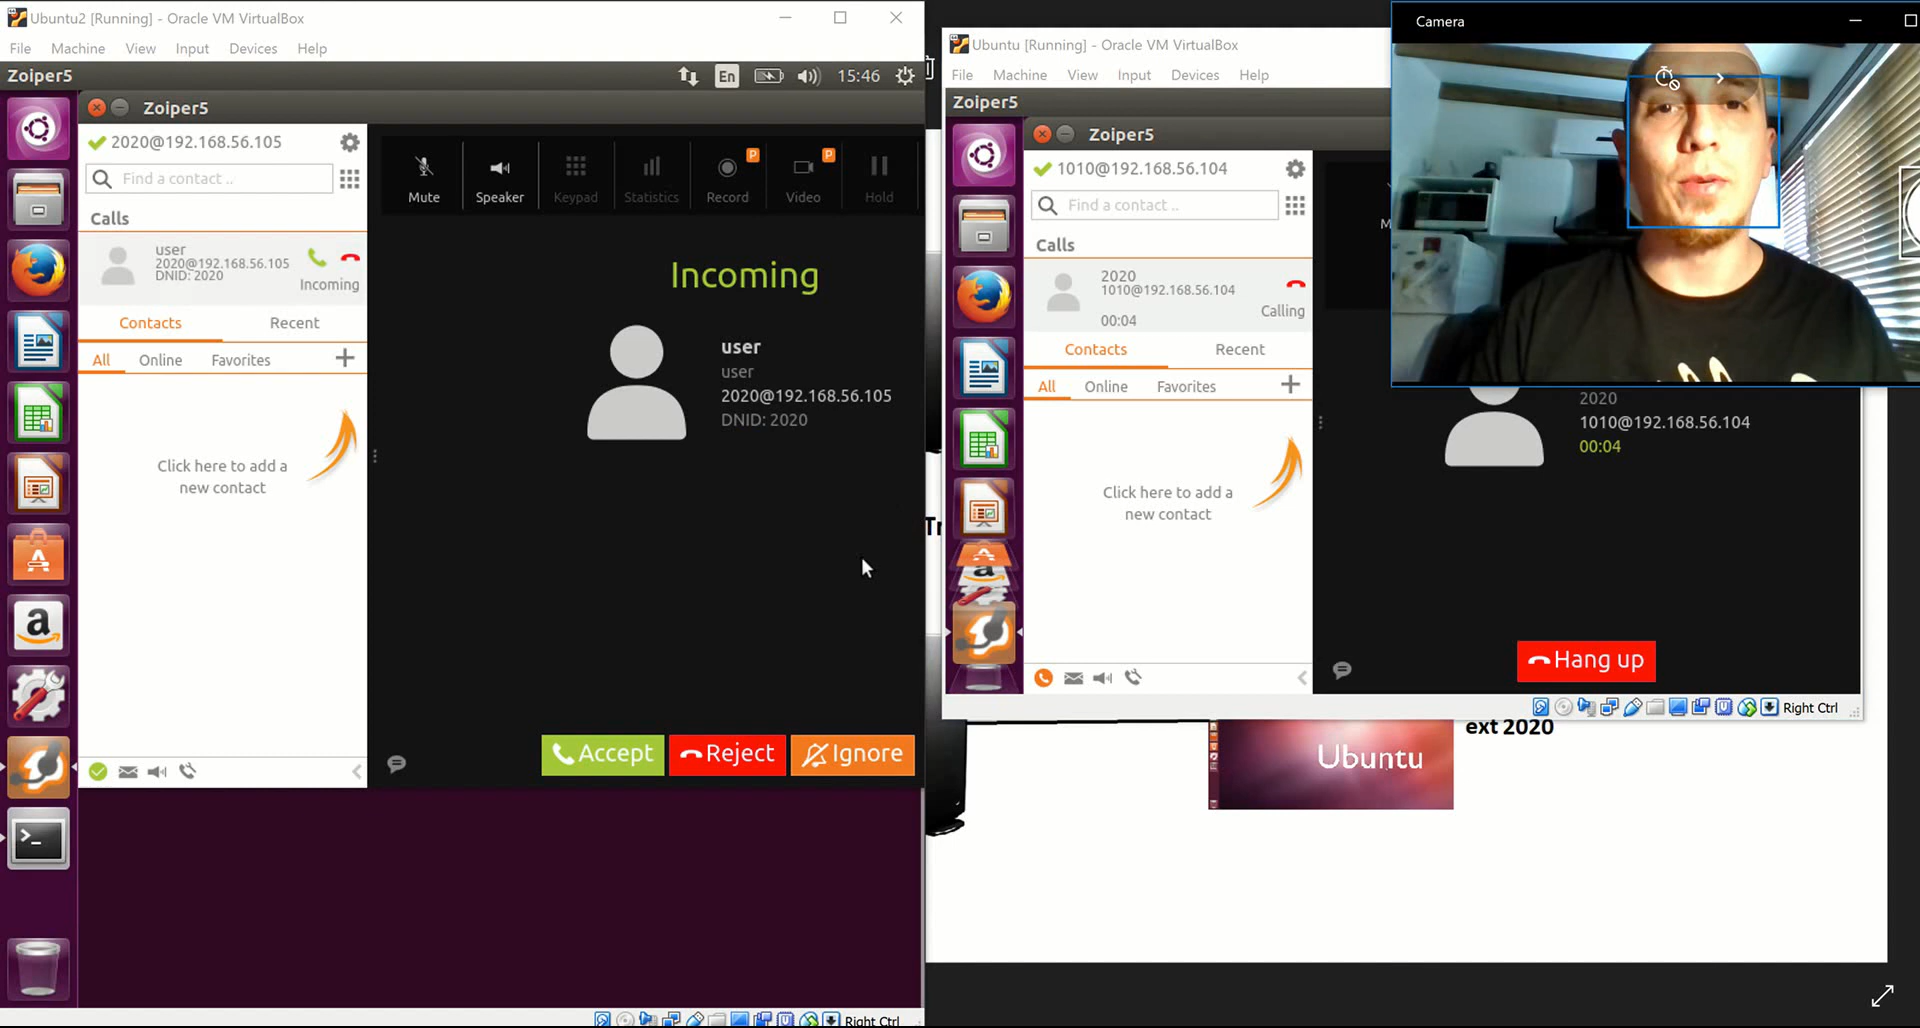 Ubuntu2 [Running] - Oracle VM VirtualBox
File Machine View Input Devices Help
Zoiper5
En
15:46
Zoiper5
2020@192.168.56.105
Find a contact ..
Calls
user
2020@192.168.56.105
DNID: 2020
Incoming
Contacts Recent
All Online Favorites
Click here to add a
new contact
Mute Speaker Keypad Statistics Record Video Hold
P P
Incoming
user
user
2020@192.168.56.105
DNID: 2020
Accept Reject Ignore
Right Ctrl
Ubuntu [Running] - Oracle VM VirtualBox
File Machine View Input Devices Help
Zoiper5
Zoiper5
1010@192.168.56.104
Find a contact ..
Calls
2020
1010@192.168.56.104
00:04
Calling
Contacts Recent
All Online Favorites
Click here to add a
new contact
2020
1010@192.168.56.104
00:04
Hang up
Right Ctrl
Camera
ext 2020
Ubuntu